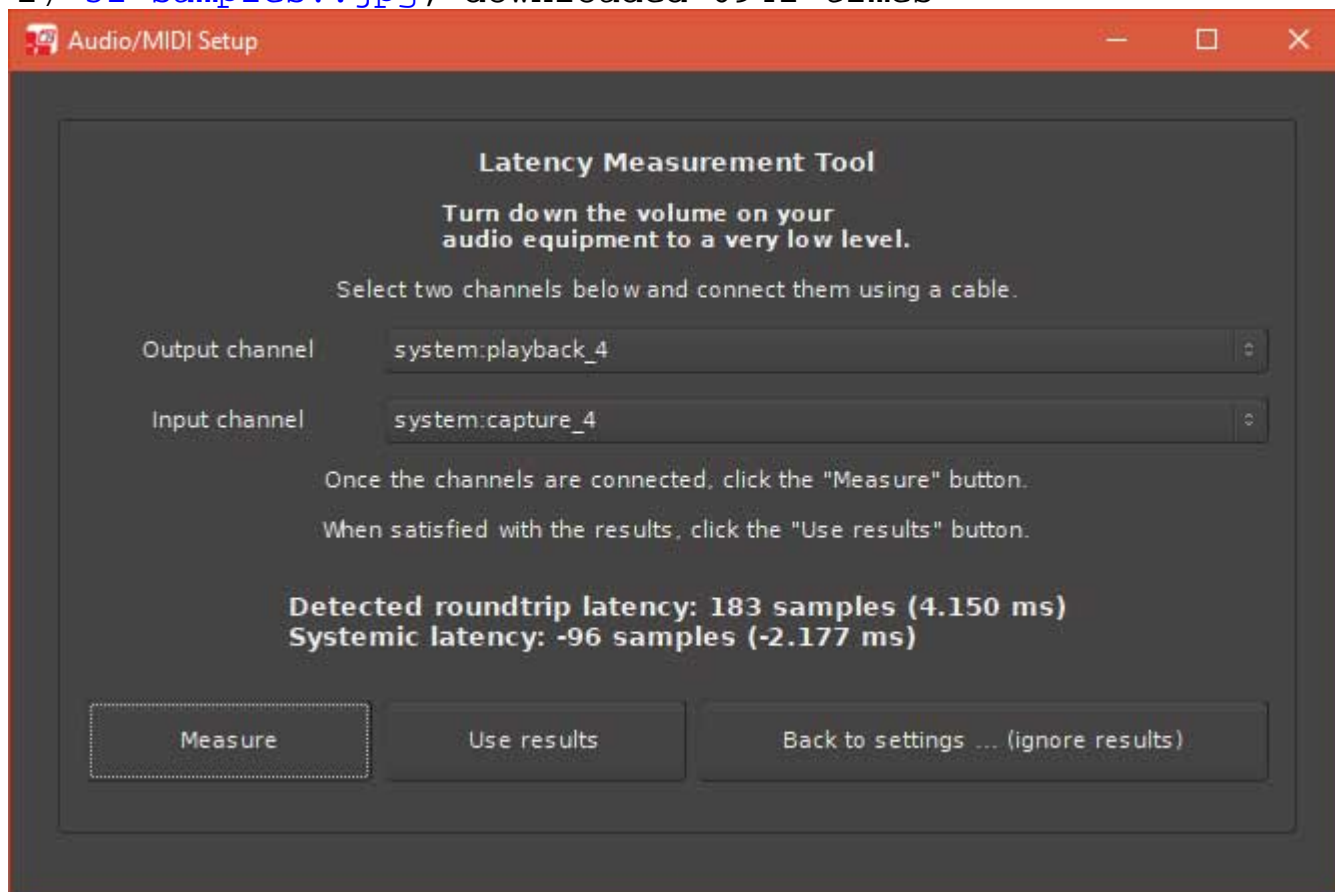 Audio/MIDI Setup
Latency Measurement Tool
Turn down the volume on your
audio equipment to a very low level.
Select two channels below and connect them using a cable.
Output channel system:playback_4
Input channel system:capture_4
Once the channels are connected, click the "Measure" button.
When satisfied with the results, click the "Use results" button.
Detected roundtrip latency: 183 samples (4.150 ms)
Systemic latency: -96 samples (-2.177 ms)
Measure Use results Back to settings ... (ignore results)